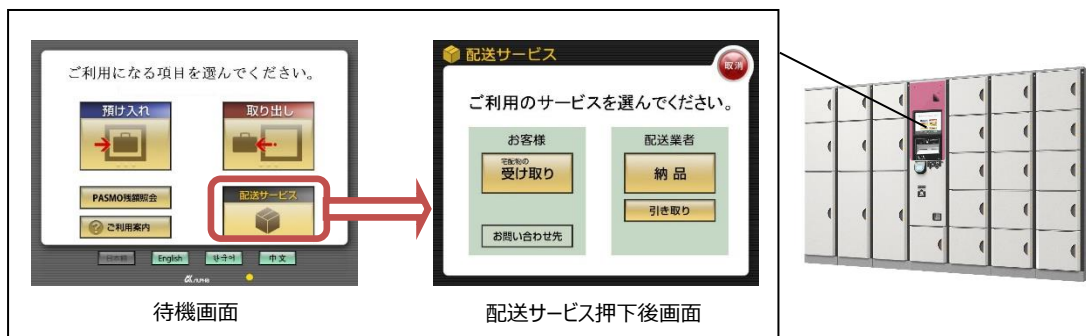 ご利用になる項目を選んでください。
預け入れ
取り出し
PASMO残額照会
配送サービス
ご利用案内
日本語 English 한국어 中文
待機画面
配送サービス
取消
ご利用のサービスを選んでください。
お客様
配送業者
宅配物の
受け取り
納品
引き取り
お問い合わせ先
配送サービス押下後画面